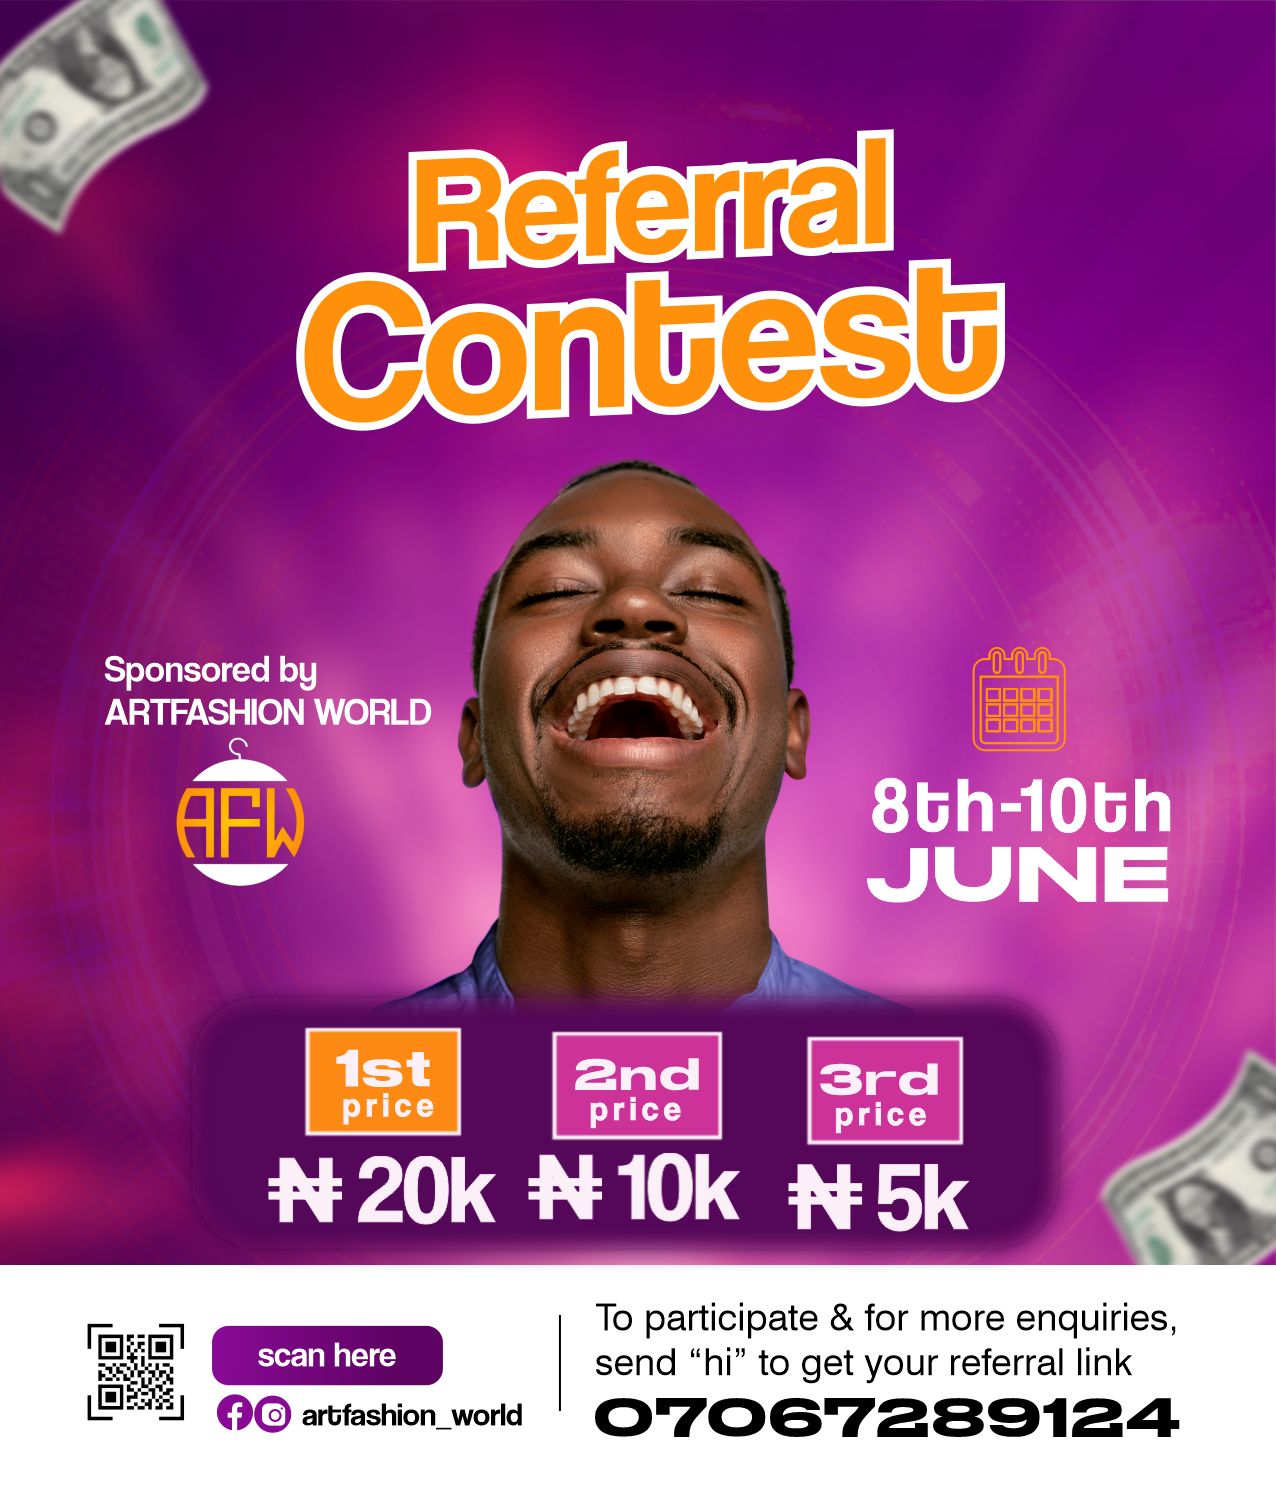 Referral
Contest
Sponsored by
ARTFASHION WORLD
AFW
8th-10th
JUNE
1st
price
₦ 20k
2nd
price
₦ 10k
3rd
price
₦ 5k
scan here
artfashion_world
To participate & for more enquiries,
send “hi” to get your referral link
07067289124